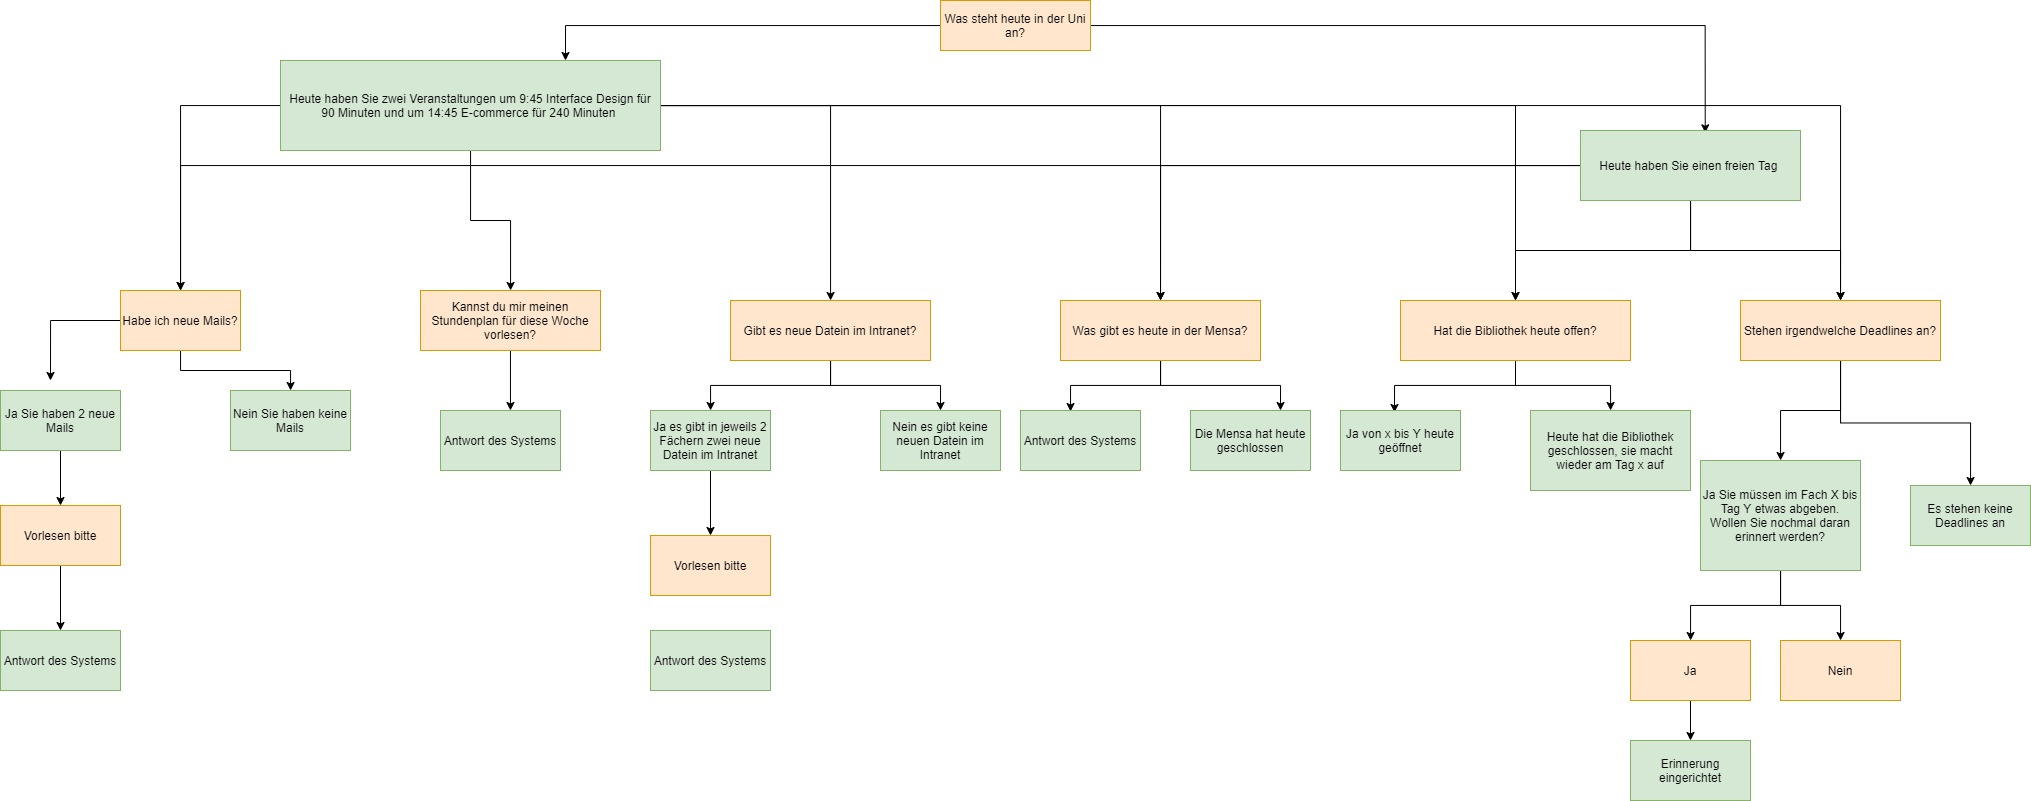 Was steht heute in der Uni
an?
Heute haben Sie zwei Veranstaltungen um 9:45 Interface Design für
90 Minuten und um 14:45 E-commerce für 240 Minuten
Heute haben Sie einen freien Tag
Habe ich neue Mails?
Kannst du mir meinen
Stundenplan für diese Woche
vorlesen?
Gibt es neue Datein im Intranet?
Was gibt es heute in der Mensa?
Hat die Bibliothek heute offen?
Stehen irgendwelche Deadlines an?
Ja Sie haben 2 neue
Mails
Nein Sie haben keine
Mails
Antwort des Systems
Ja es gibt in jeweils 2
Fächern zwei neue
Datein im Intranet
Nein es gibt keine
neuen Datein im
Intranet
Antwort des Systems
Die Mensa hat heute
geschlossen
Ja von x bis Y heute
geöffnet
Heute hat die Bibliothek
geschlossen, sie macht
wieder am Tag x auf
Ja Sie müssen im Fach X bis
Tag Y etwas abgeben.
Wollen Sie nochmal daran
erinnert werden?
Es stehen keine
Deadlines an
Vorlesen bitte
Vorlesen bitte
Antwort des Systems
Antwort des Systems
Ja
Nein
Erinnerung
eingerichtet